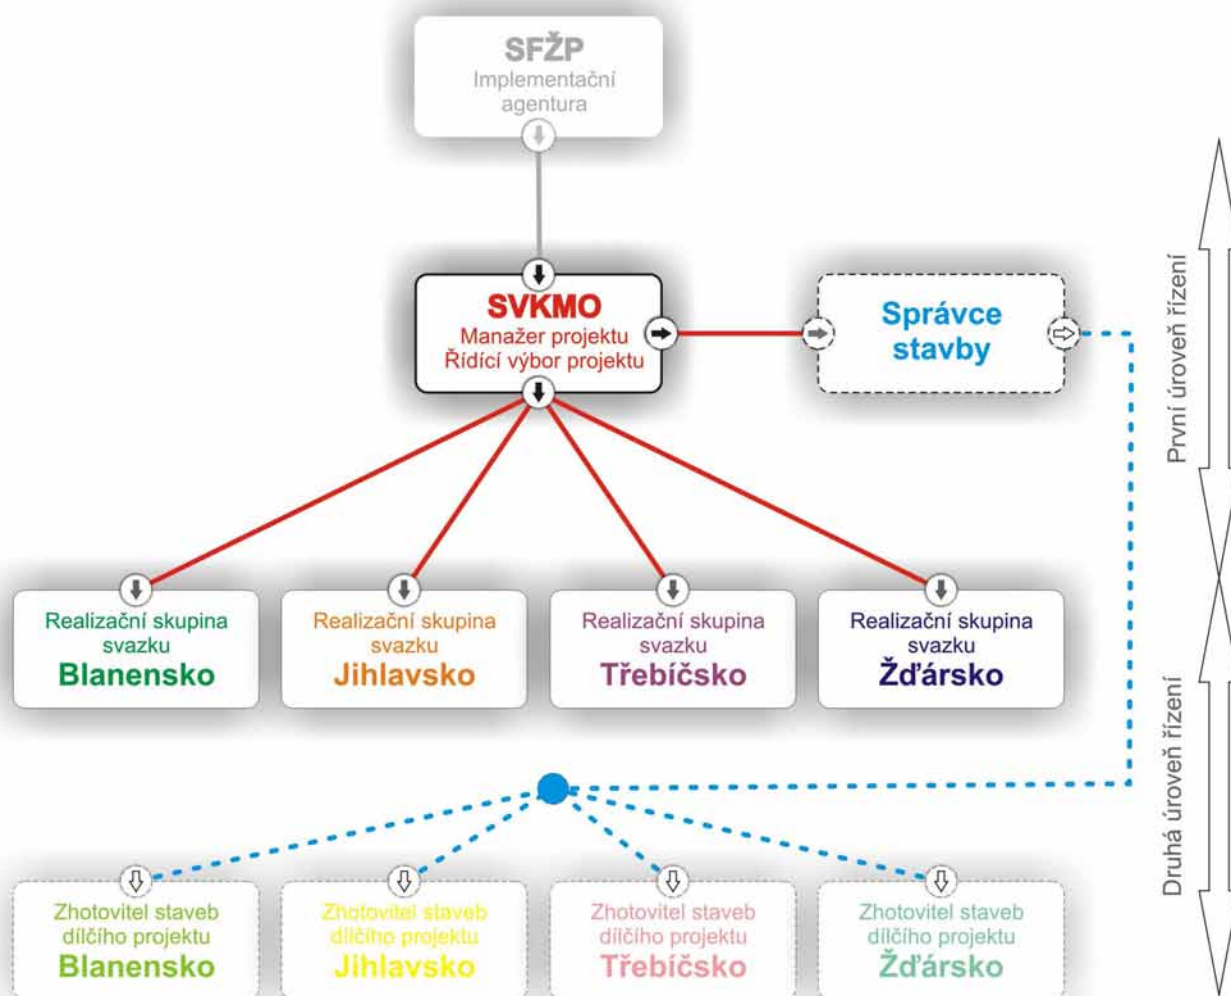 SFŽP
Implementační
agentura
SVKMO
Manažer projektu
Řídící výbor projektu
Správce
stavby
První úroveň řízení
Realizační skupina
svazku
Blanensko
Realizační skupina
svazku
Jihlavsko
Realizační skupina
svazku
Třebíčsko
Realizační skupina
svazku
Žďársko
Druhá úroveň řízení
Zhotovitel staveb
dílčího projektu
Blanensko
Zhotovitel staveb
dílčího projektu
Jihlavsko
Zhotovitel staveb
dílčího projektu
Třebíčsko
Zhotovitel staveb
dílčího projektu
Žďársko